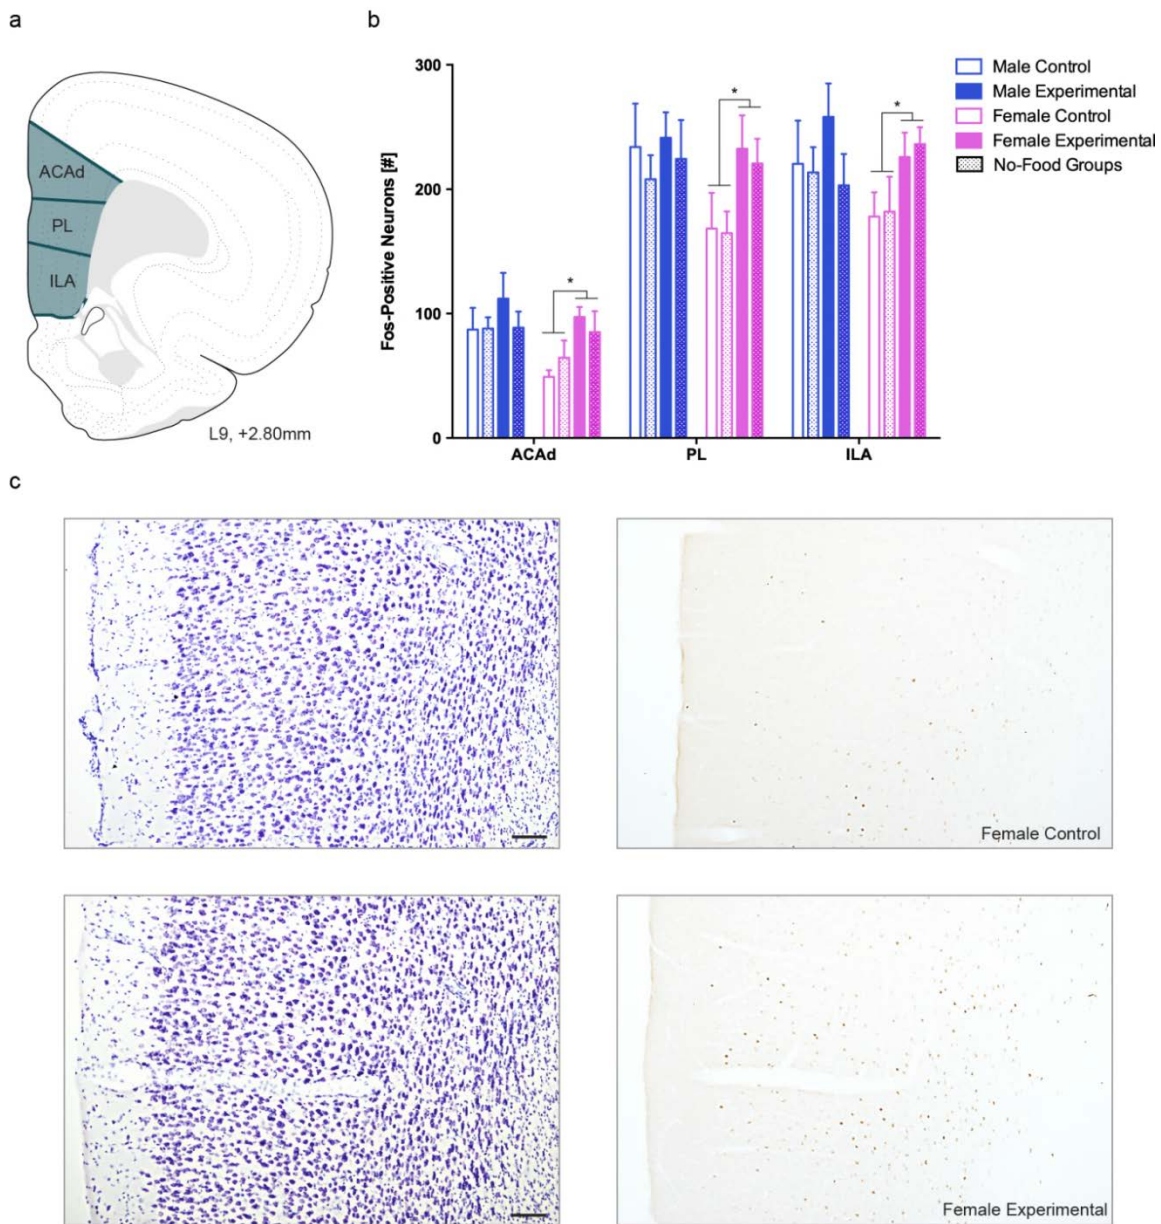 a
ACAd
PL
ILA
L9, +2.80mm
b
Fos-Positive Neurons [#]
300
200
100
0
*
*
*
ACAd
PL
ILA
Male Control
Male Experimental
Female Control
Female Experimental
No-Food Groups
c
Female Control
Female Experimental